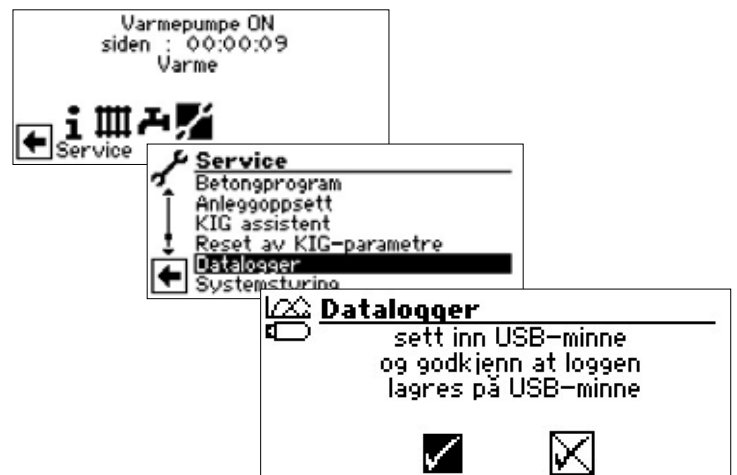 Varmepumpe ON
siden : 00:00:09
Varme
Service
Service
Betongprogram
Anleggoppsett
KIG assistent
Reset av KIG-parametre
Datalogger
Systemsturing
Datalogger
sett inn USB-minne
og godkjenn at loggen
lagres på USB-minne